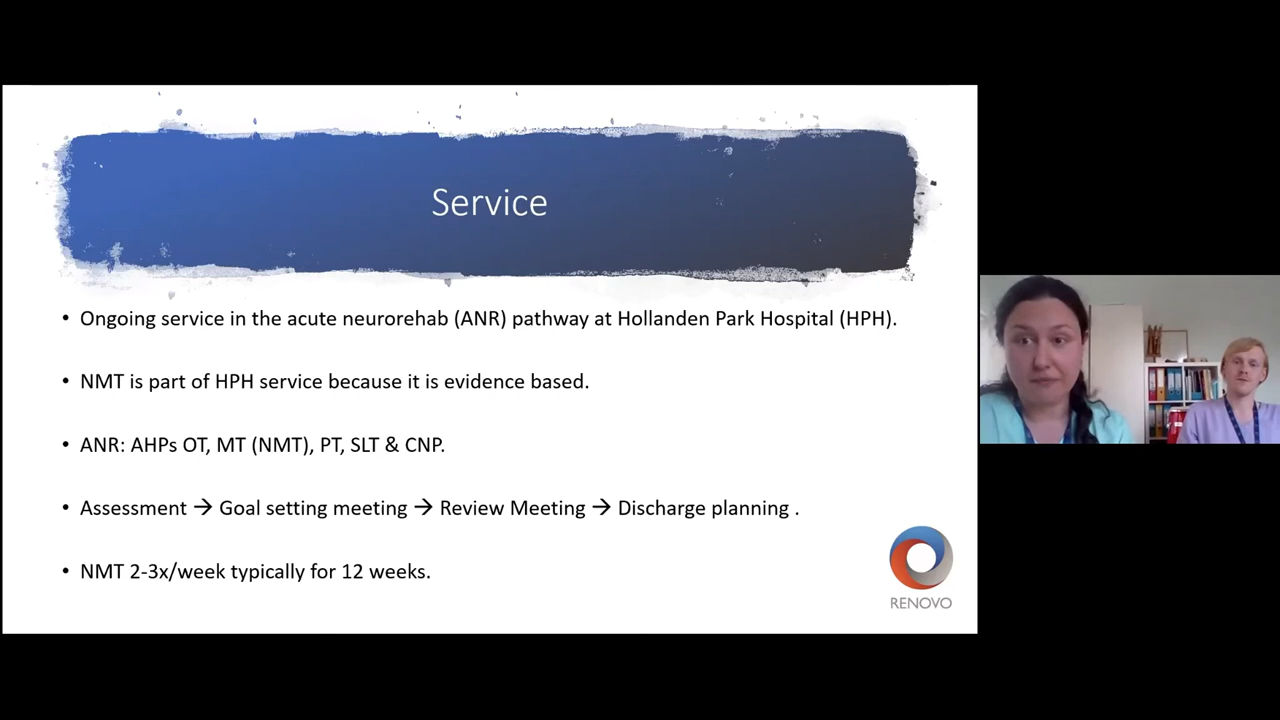 Service
• Ongoing service in the acute neurorehab (ANR) pathway at Hollanden Park Hospital (HPH).
• NMT is part of HPH service because it is evidence based.
• ANR: AHPs OT, MT (NMT), PT, SLT & CNP.
• Assessment → Goal setting meeting → Review Meeting → Discharge planning .
• NMT 2-3x/week typically for 12 weeks.
RENOVO